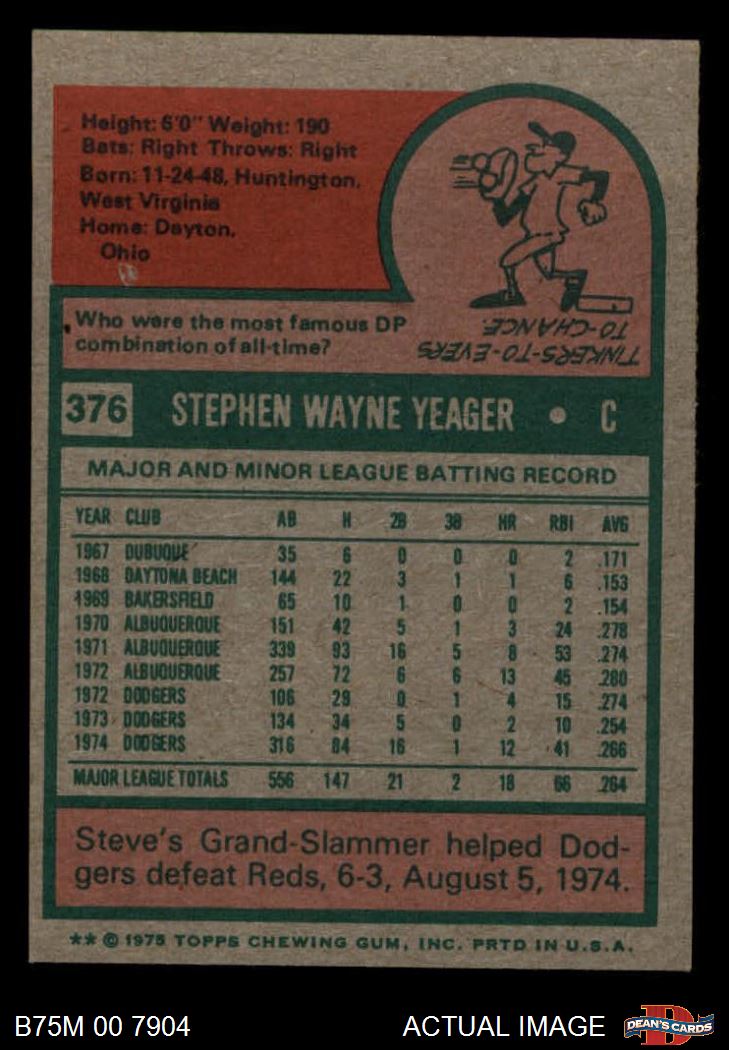 Height: 6'0" Weight: 190
Bats: Right Throws: Right
Born: 11-24-48, Huntington,
West Virginia
Home: Dayton,
Ohio
Who were the most famous DP
combination of all-time?
TINKERS-TO-EVERS
TO-CHANCE
376 STEPHEN WAYNE YEAGER • C
MAJOR AND MINOR LEAGUE BATTING RECORD
YEAR CLUB AB H 2B 3B HR RBI AVG
1967 DUBUQUE 35 6 0 0 0 2 .171
1968 DAYTONA BEACH 144 22 3 1 1 6 .153
1969 BAKERSFIELD 65 10 1 0 0 2 .154
1970 ALBUQUERQUE 151 42 5 1 3 24 .278
1971 ALBUQUERQUE 339 93 16 5 8 53 .274
1972 ALBUQUERQUE 257 72 6 6 13 45 .280
1972 DODGERS 106 29 0 1 4 15 .274
1973 DODGERS 134 34 5 0 2 10 .254
1974 DODGERS 316 84 16 1 12 41 .266
MAJOR LEAGUE TOTALS 556 147 21 2 18 66 .264
Steve's Grand-Slammer helped Dod-
gers defeat Reds, 6-3, August 5, 1974.
** © 1975 TOPPS CHEWING GUM, INC. PRTD IN U.S.A.
B75M 00 7904 ACTUAL IMAGE D DEAN'S CARDS